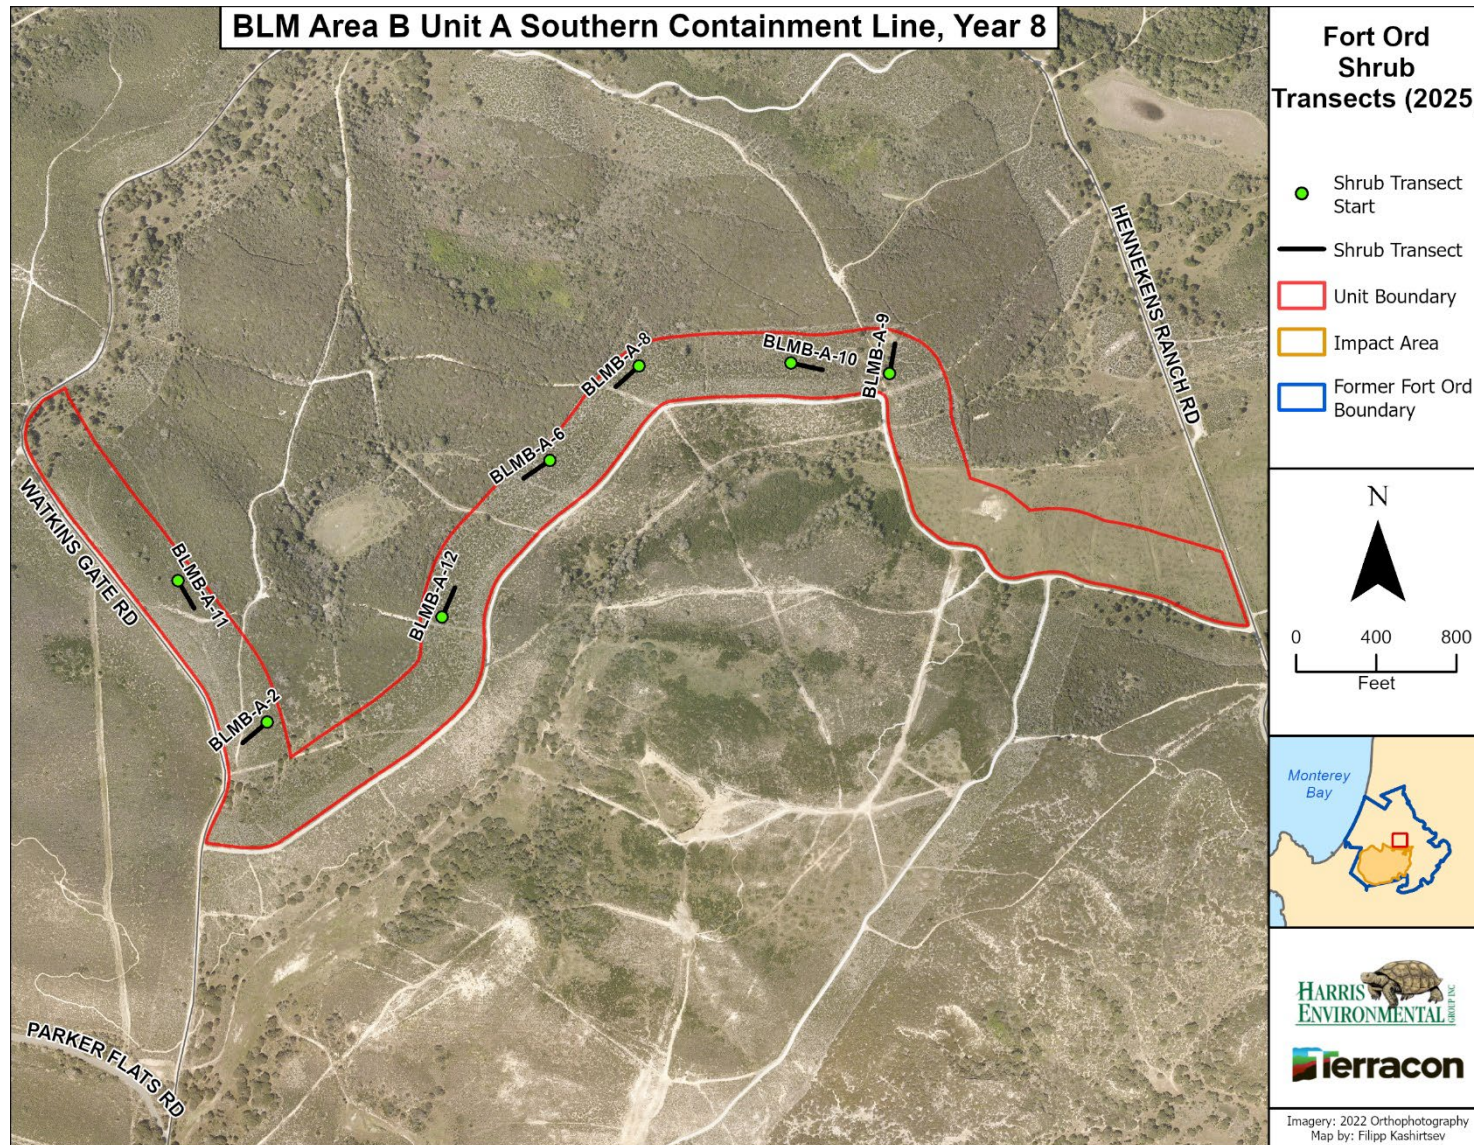 BLM Area B Unit A Southern Containment Line, Year 8
Fort Ord
Shrub
Transects (2025
Shrub Transect
Start
Shrub Transect
Unit Boundary
Impact Area
Former Fort Ord
Boundary
N
0 400 800
Feet
Monterey
Bay
HARRIS
ENVIRONMENTAL
GROUP INC
Terracon
Imagery: 2022 Orthophotography
Map by: Filipp Kashirtsev
HENNEKENS RANCH RD
BLMB-A-9
BLMB-A-10
BLMB-A-8
BLMB-A-6
BLMB-A-12
BLMB-A-11
BLMB-A-2
WATKINS GATE RD
PARKER FLATS RD